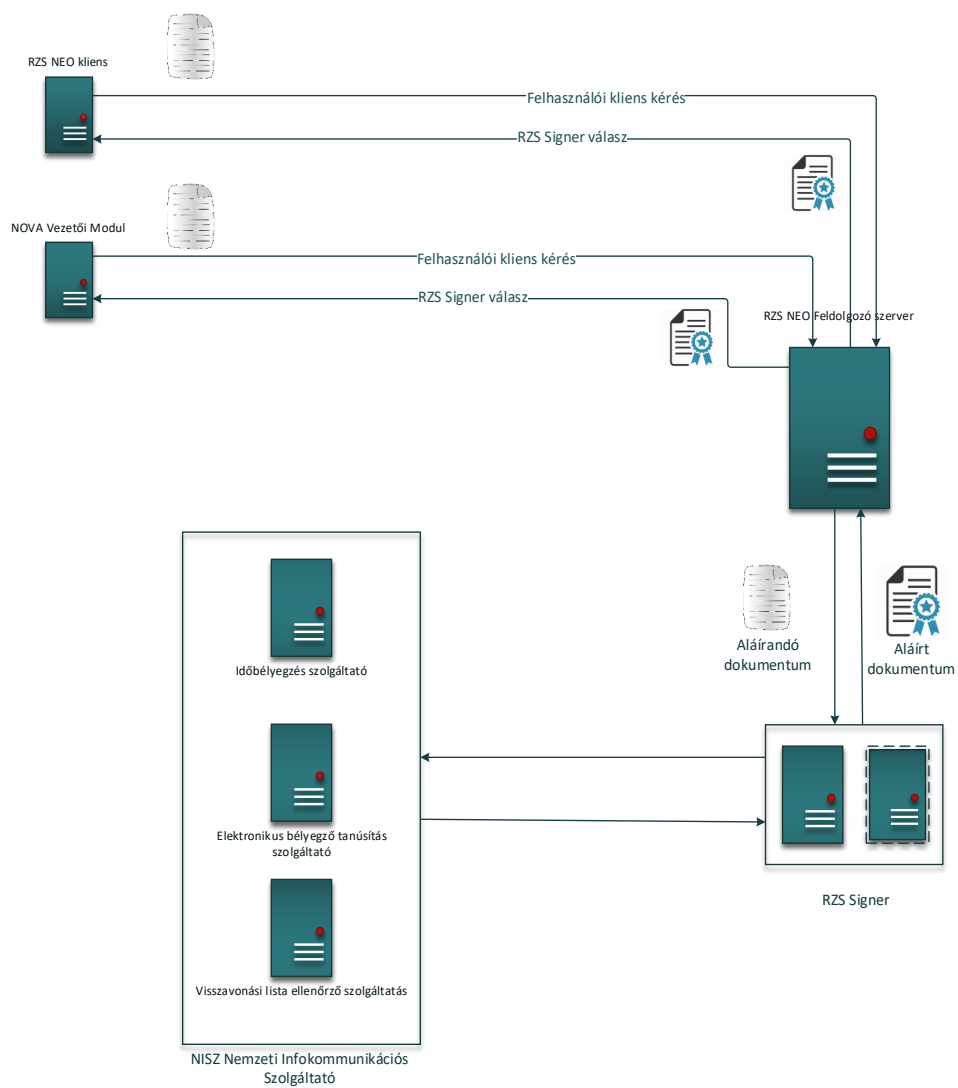 RZS NEO kliens
Felhasználói kliens kérés
RZS Signer válasz
NOVA Vezetői Modul
Felhasználói kliens kérés
RZS Signer válasz
RZS NEO Feldolgozó szerver
Időbélyegzés szolgáltató
Aláírandó
dokumentum
Aláírt
dokumentum
Elektronikus bélyegző tanúsítás
szolgáltató
RZS Signer
Visszavonási lista ellenőrző szolgáltatás
NISZ Nemzeti Infokommunikációs
Szolgáltató